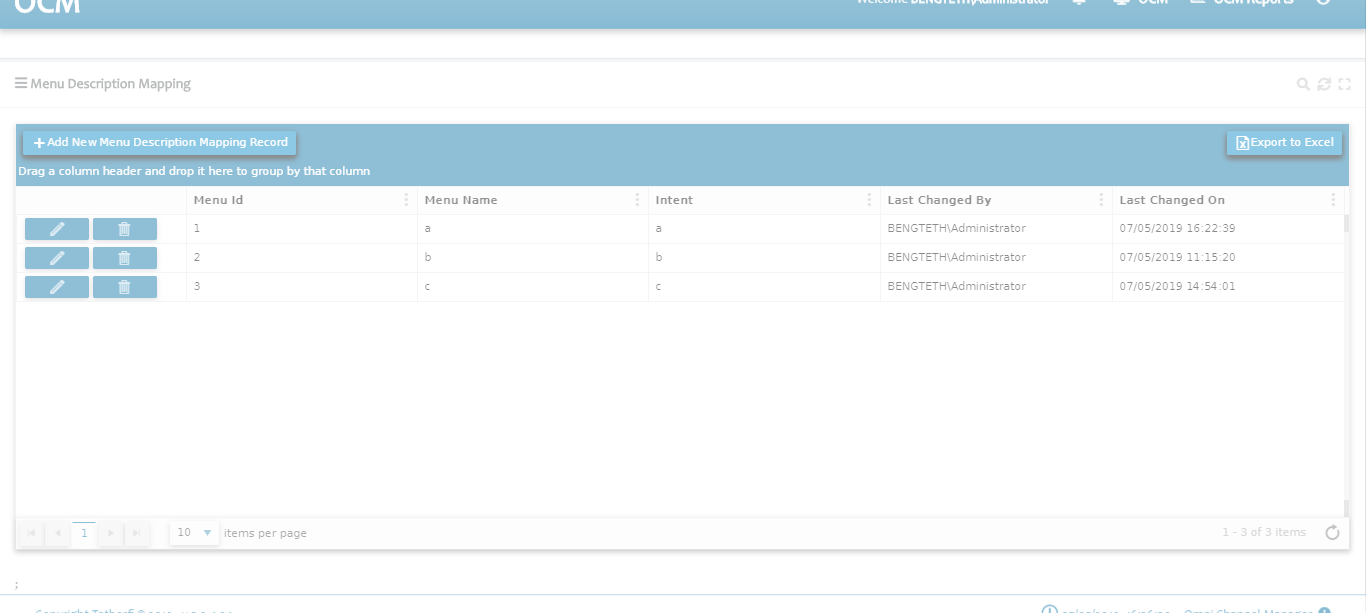 OCM
Welcome BENGTETH\Administrator OCM OCM Reports
Menu Description Mapping
Add New Menu Description Mapping Record
Export to Excel
Drag a column header and drop it here to group by that column
Menu Id Menu Name Intent Last Changed By Last Changed On
1 a a BENGTETH\Administrator 07/05/2019 16:22:39
2 b b BENGTETH\Administrator 07/05/2019 11:15:20
3 c c BENGTETH\Administrator 07/05/2019 14:54:01
1 10 items per page 1 - 3 of 3 items
;
Copyright Tetherfi © Omni Channel Manager